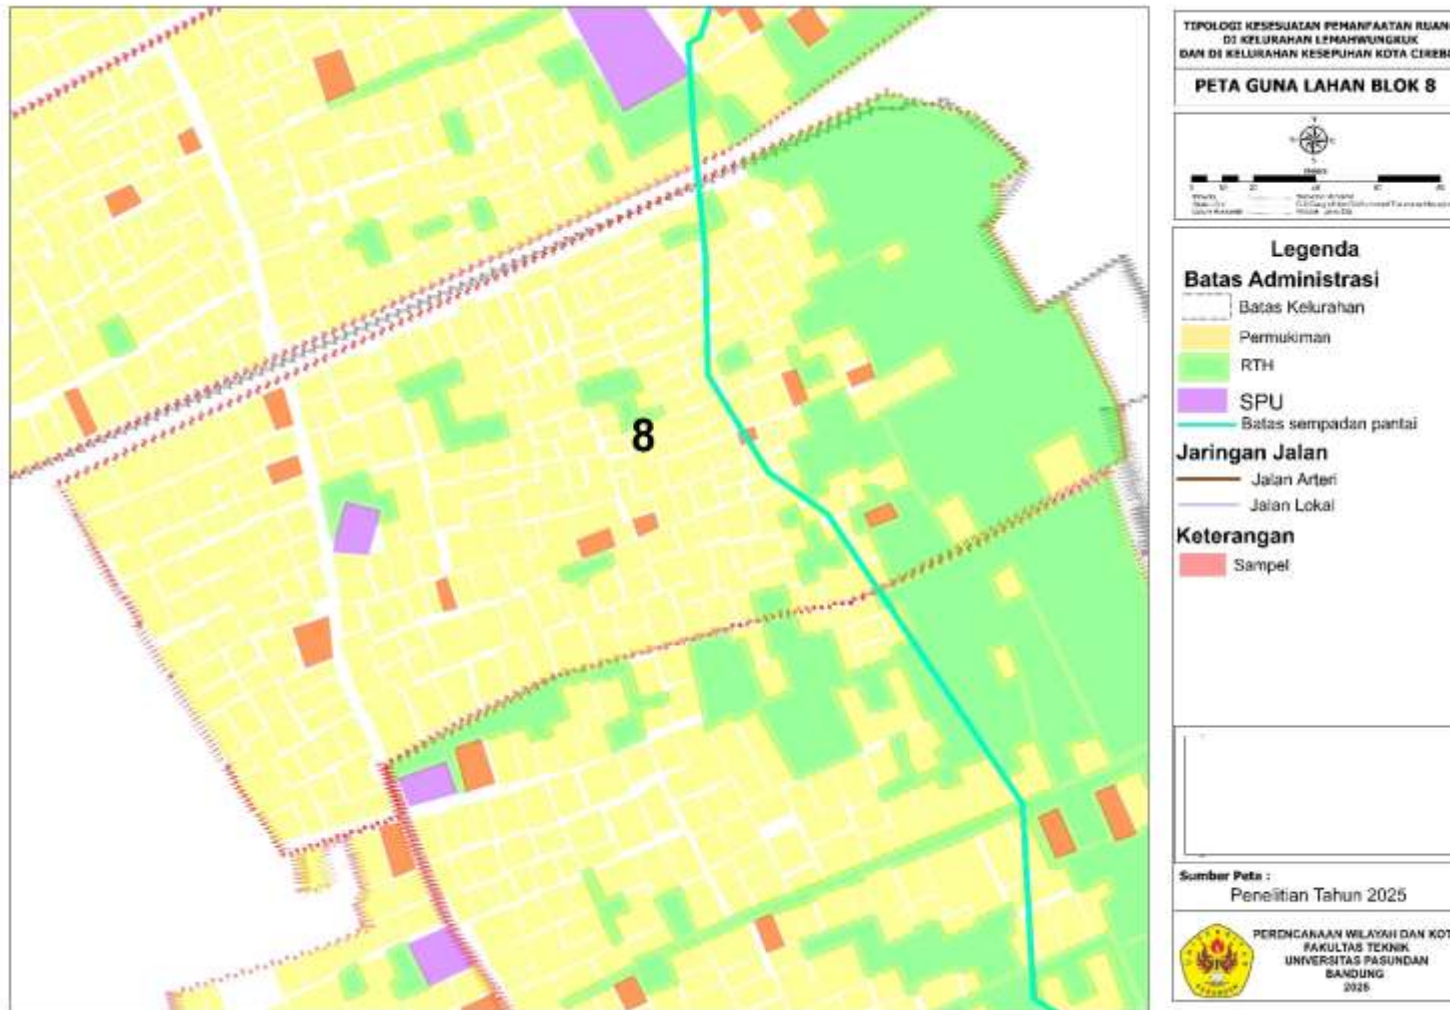 TIPOLOGI KESESUAIAN PEMANFAATAN RUANG
DI KELURAHAN LEMAHWUNGKUK
DAN DI KELURAHAN KESEPUHAN KOTA CIREB
PETA GUNA LAHAN BLOK 8
Legenda
Batas Administrasi
Batas Kelurahan
Permukiman
RTH
SPU
Batas sempadan pantai
Jaringan Jalan
Jalan Arteri
Jalan Lokal
Keterangan
Sampel
8
Sumber Peta :
Penelitian Tahun 2025
PERENCANAAN WILAYAH DAN KOT
FAKULTAS TEKNIK
UNIVERSITAS PASUNDAN
BANDUNG
2025